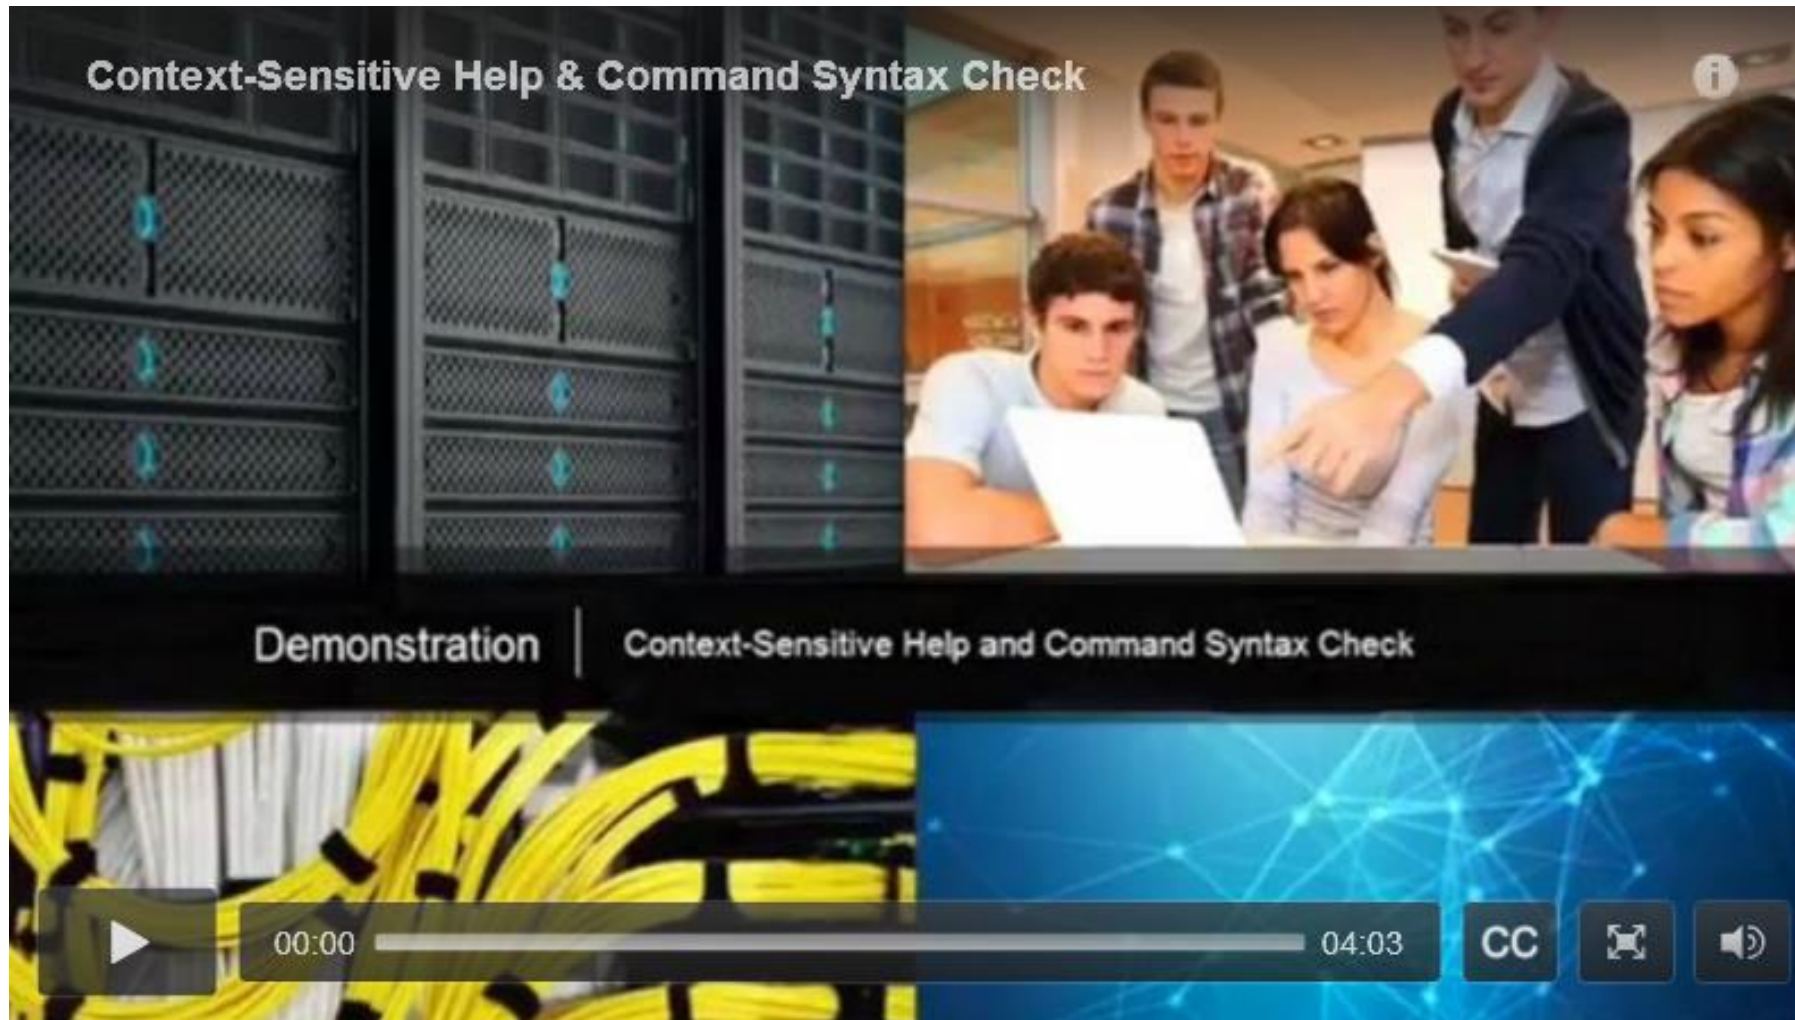 Context-Sensitive Help & Command Syntax Check
i
Demonstration | Context-Sensitive Help and Command Syntax Check
00:00
04:03
CC